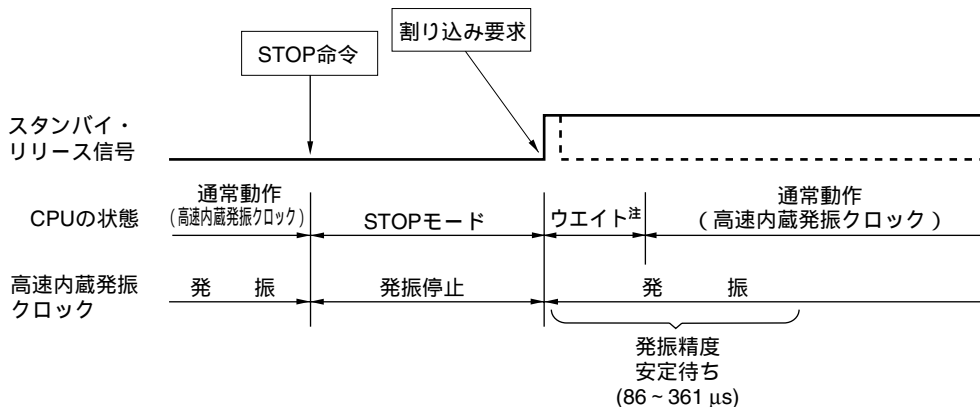 割り込み要求
STOP命令
スタンバイ・
リリース信号
通常動作
(高速内蔵発振クロック)
CPUの状態
STOPモード
ウエイト注
通常動作
(高速内蔵発振クロック)
高速内蔵発振
クロック
発 振
発振停止
発 振
発振精度
安定待ち
(86 ~ 361 μs)